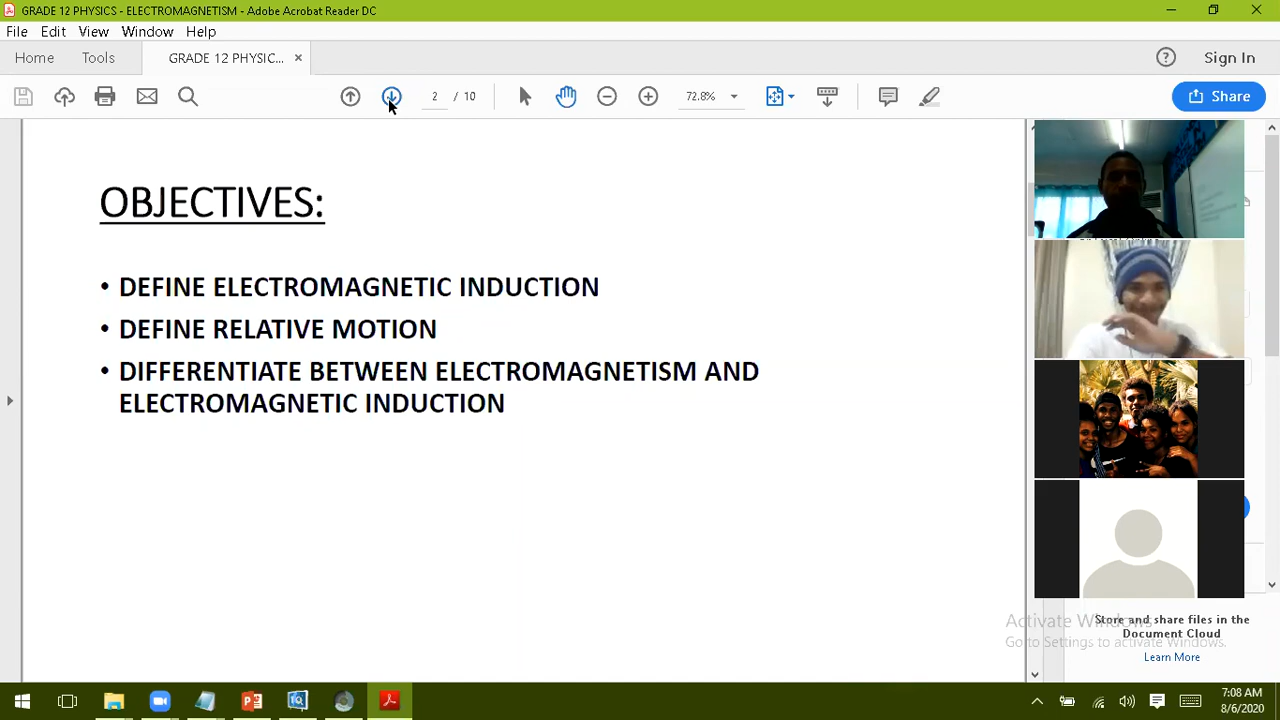 GRADE 12 PHYSICS - ELECTROMAGNETISM - Adobe Acrobat Reader DC
File Edit View Window Help
Home Tools GRADE 12 PHYSIC... × Sign In
2 / 10 72.8% Share
OBJECTIVES:
• DEFINE ELECTROMAGNETIC INDUCTION
• DEFINE RELATIVE MOTION
• DIFFERENTIATE BETWEEN ELECTROMAGNETISM AND
ELECTROMAGNETIC INDUCTION
Activate Windows
Go to Settings to activate Windows.
Store and share files in the
Document Cloud
Learn More
7:08 AM
8/6/2020